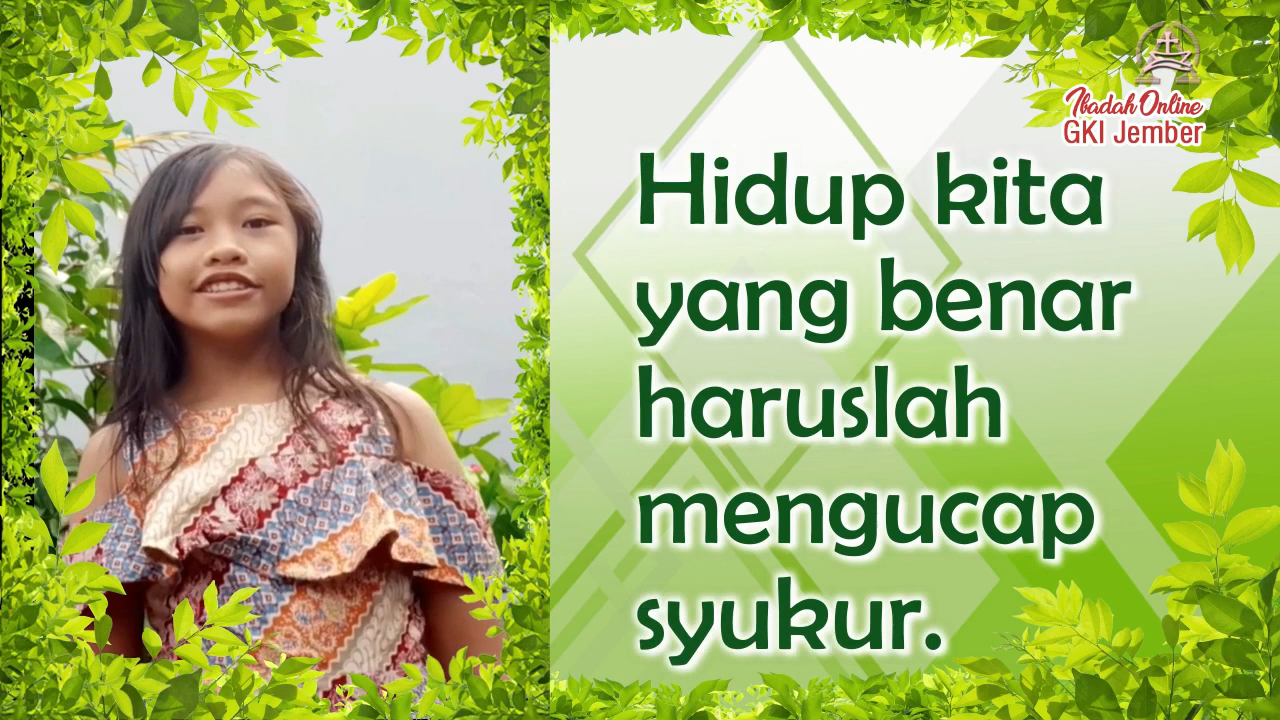 Ibadah Online
GKI Jember
Hidup kita
yang benar
haruslah
mengucap
syukur.